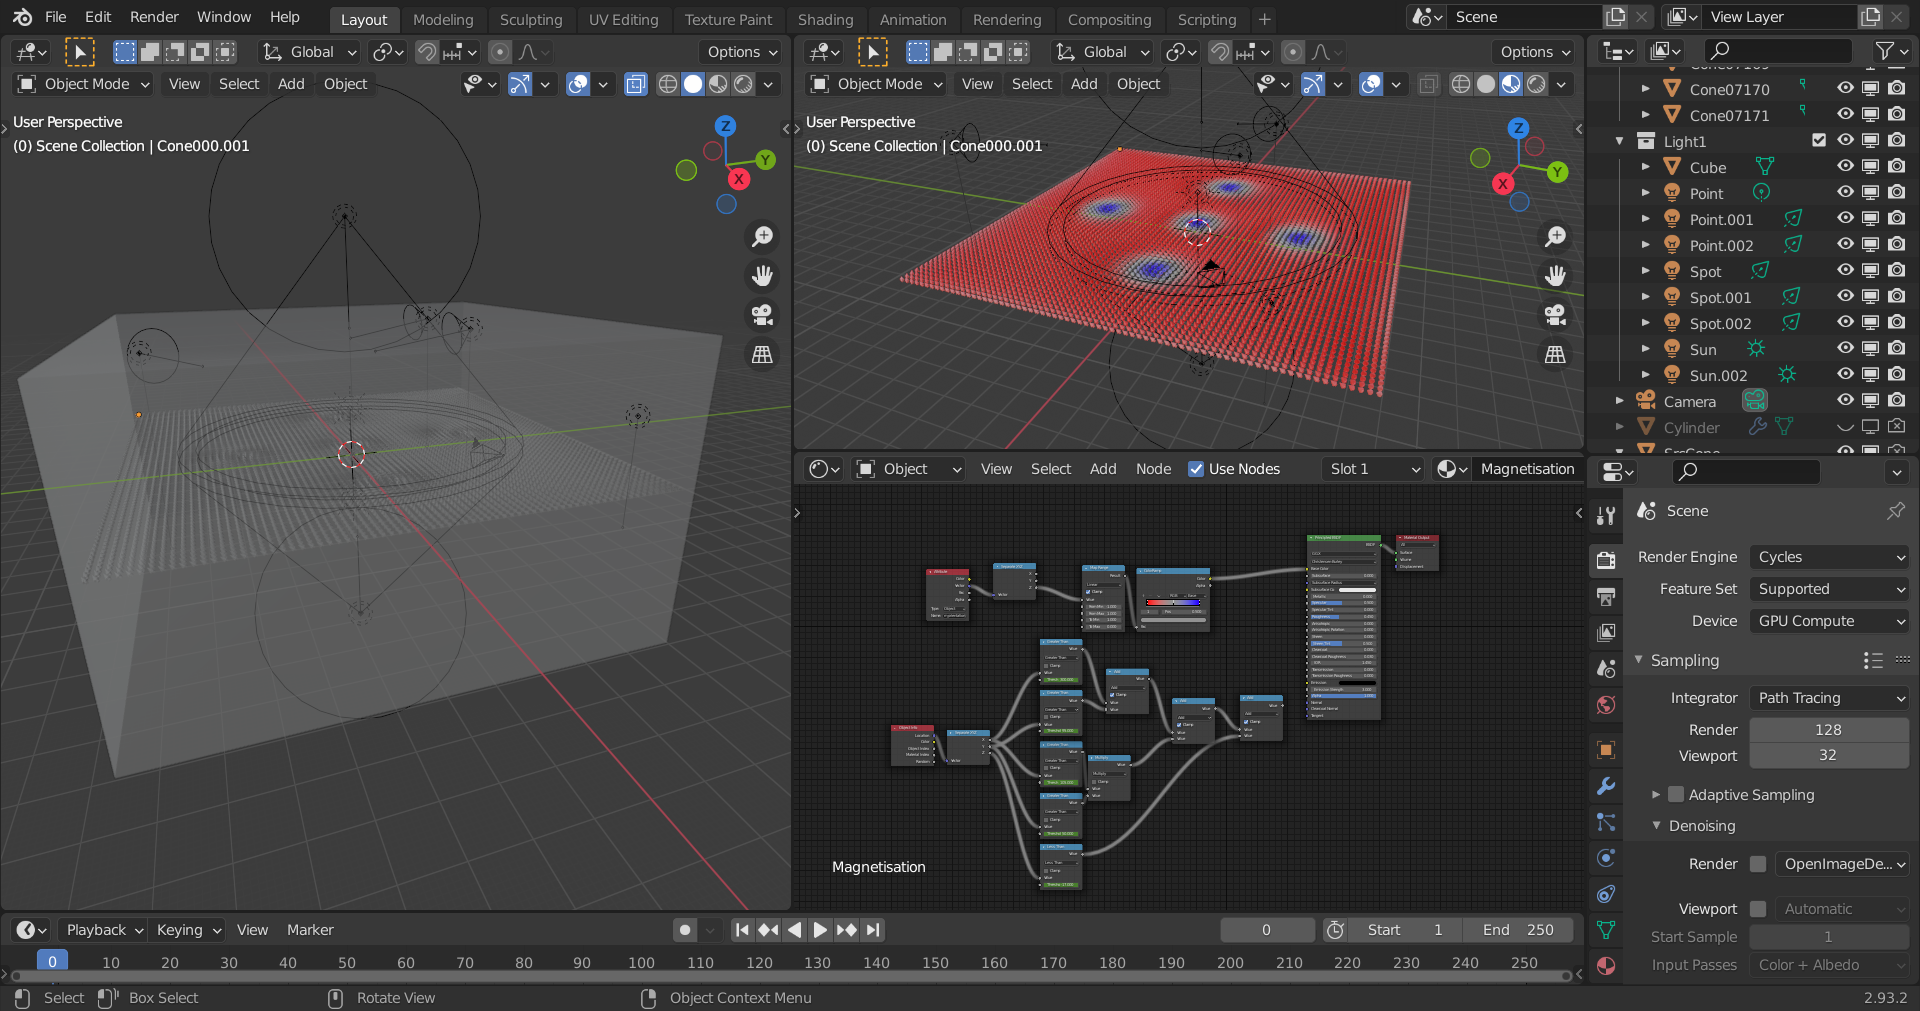 File Edit Render Window Help Layout Modeling Sculpting UV Editing Texture Paint Shading Animation Rendering Compositing Scripting + Scene View Layer
Global Options
Object Mode View Select Add Object
User Perspective
(0) Scene Collection | Cone000.001
Z
Y
X
Global Options
Object Mode View Select Add Object
User Perspective
(0) Scene Collection | Cone000.001
Z
Y
X
Cone07170
Cone07171
Light1
Cube
Point
Point.001
Point.002
Spot
Spot.001
Spot.002
Sun
Sun.002
Camera
Cylinder
Object View Select Add Node Use Nodes Slot 1 Magnetisation
Magnetisation
Scene
Render Engine Cycles
Feature Set Supported
Device GPU Compute
Sampling
Integrator Path Tracing
Render 128
Viewport 32
Adaptive Sampling
Denoising
Render OpenImageDe...
Viewport Automatic
Start Sample 1
Input Passes Color + Albedo
Playback Keying View Marker 0 Start 1 End 250
0 10 20 30 40 50 60 70 80 90 100 110 120 130 140 150 160 170 180 190 200 210 220 230 240 250
Select Box Select Rotate View Object Context Menu 2.93.2